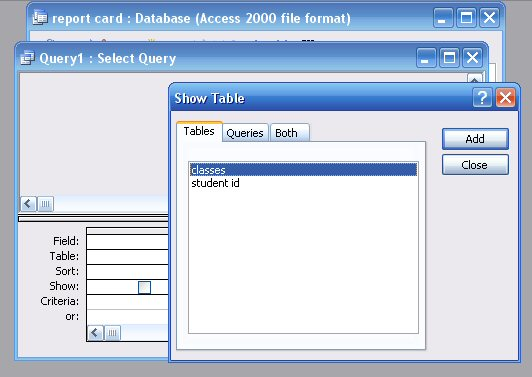 report card : Database (Access 2000 file format)
Query1 : Select Query
Show Table
Tables Queries Both
Add
Close
classes
student id
Field:
Table:
Sort:
Show:
Criteria:
or: